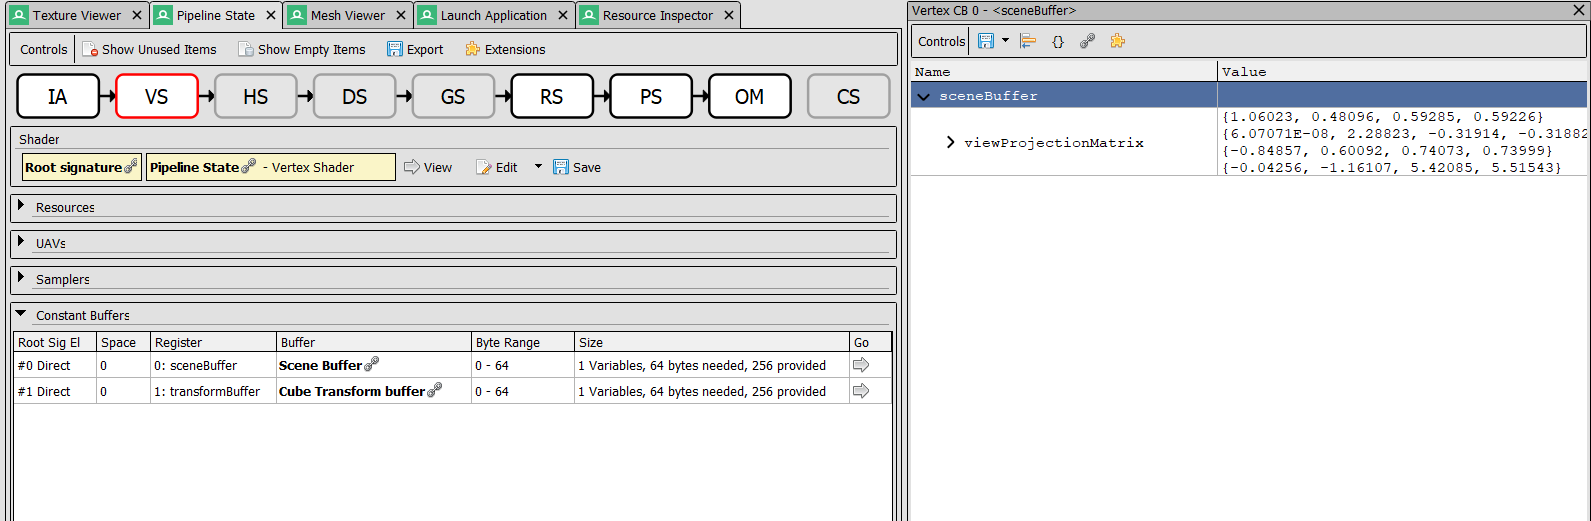 Texture Viewer
Pipeline State
Mesh Viewer
Launch Application
Resource Inspector
Controls
Show Unused Items
Show Empty Items
Export
Extensions
IA
VS
HS
DS
GS
RS
PS
OM
CS
Shader
Root signature
Pipeline State - Vertex Shader
View
Edit
Save
Resources
UAVs
Samplers
Constant Buffers
Root Sig El Space Register Buffer Byte Range Size Go
#0 Direct 0 0: sceneBuffer Scene Buffer 0 - 64 1 Variables, 64 bytes needed, 256 provided
#1 Direct 0 1: transformBuffer Cube Transform buffer 0 - 64 1 Variables, 64 bytes needed, 256 provided
Vertex CB 0 - <sceneBuffer>
Controls {}
Name Value
sceneBuffer
viewProjectionMatrix
{1.06023, 0.48096, 0.59285, 0.59226}
{6.07071E-08, 2.28823, -0.31914, -0.31882
{-0.84857, 0.60092, 0.74073, 0.73999}
{-0.04256, -1.16107, 5.42085, 5.51543}